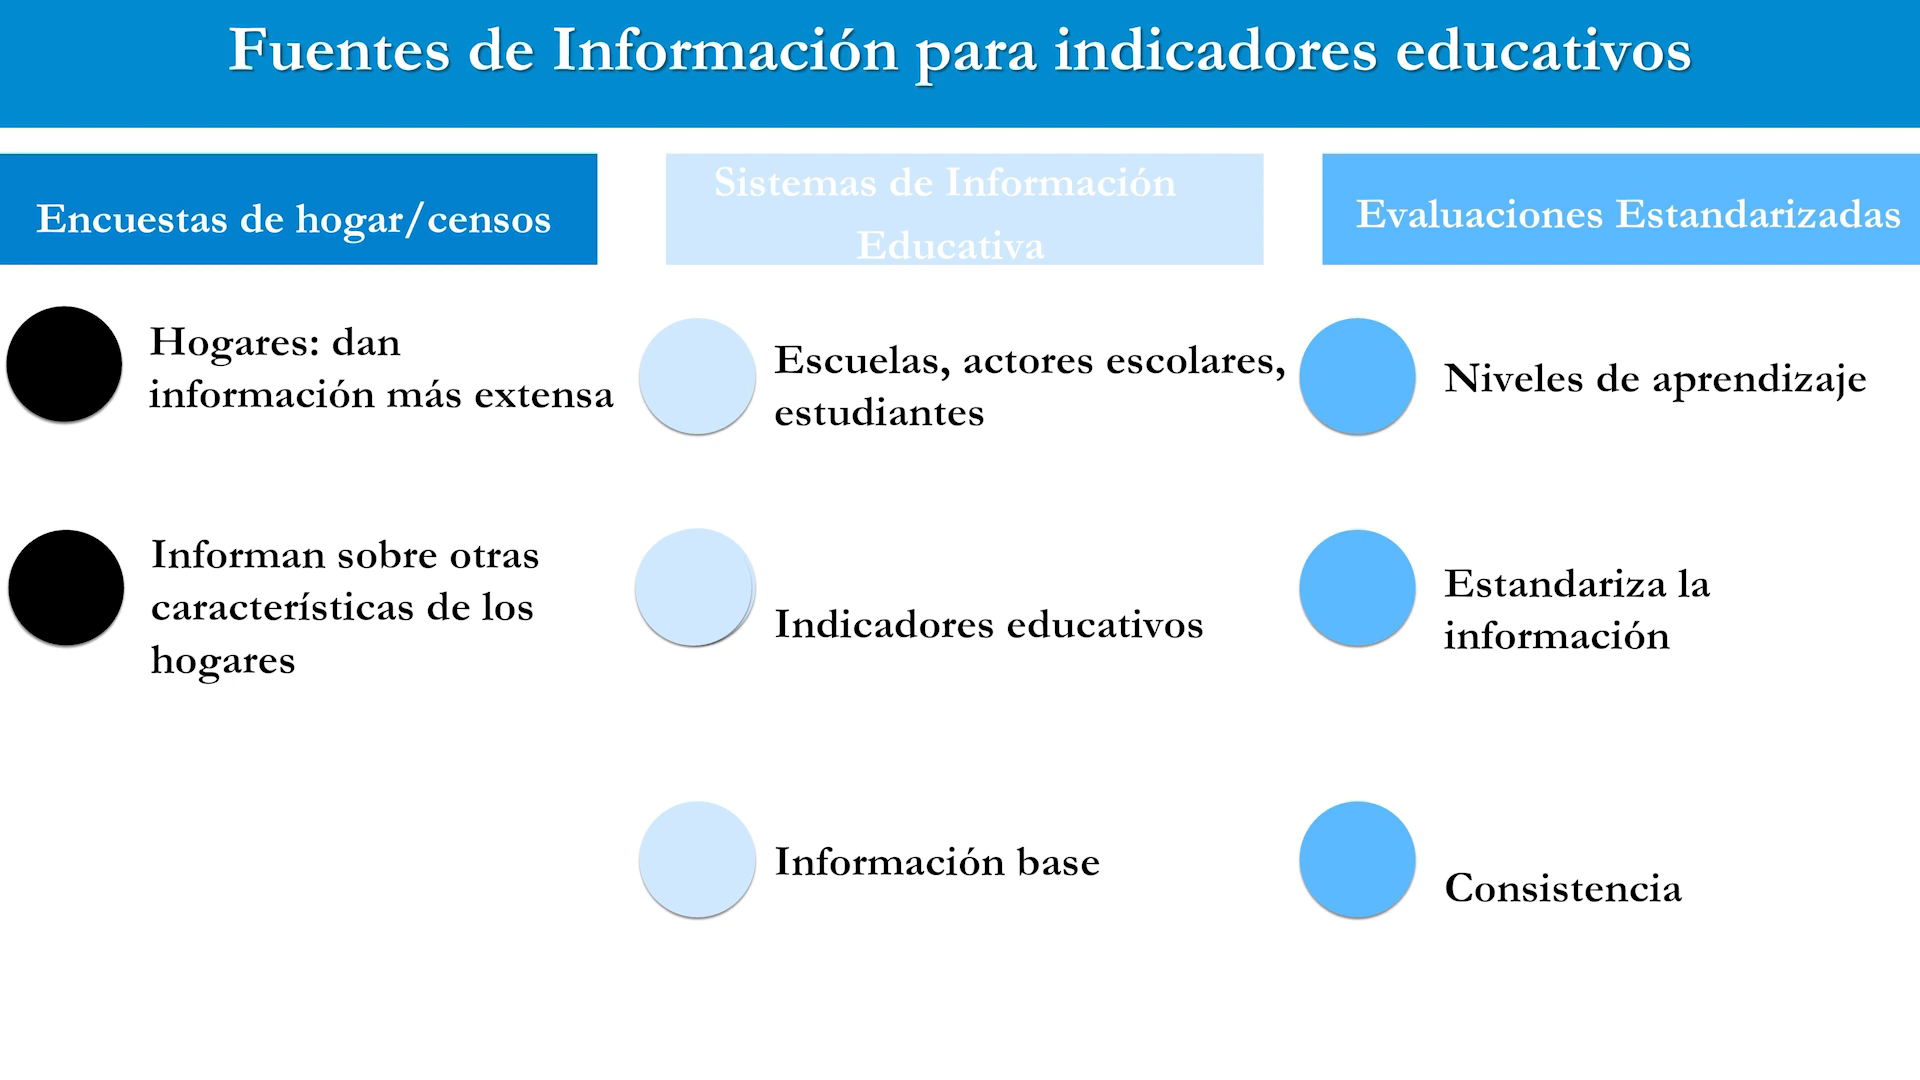 Fuentes de Información para indicadores educativos
Encuestas de hogar/censos
Hogares: dan
información más extensa
Informan sobre otras
características de los
hogares
Sistemas de Información
Educativa
Escuelas, actores escolares,
estudiantes
Indicadores educativos
Información base
Evaluaciones Estandarizadas
Niveles de aprendizaje
Estandariza la
información
Consistencia